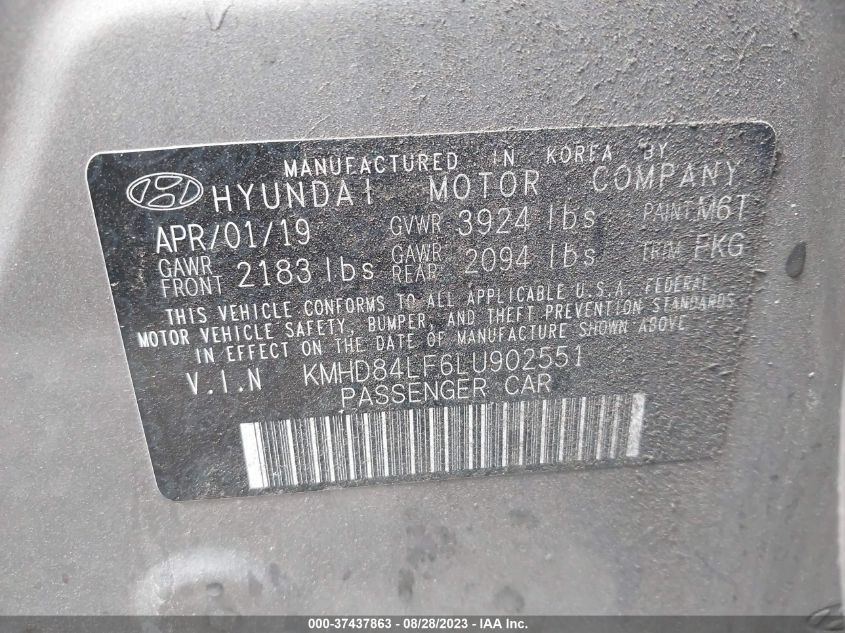 MANUFACTURED IN KOREA BY
HYUNDAI MOTOR COMPANY
APR/01/19 GVWR 3924 lbs PAINT M6T
GAWR FRONT 2183 lbs GAWR REAR 2094 lbs TRIM FKG
THIS VEHICLE CONFORMS TO ALL APPLICABLE U.S.A. FEDERAL
MOTOR VEHICLE SAFETY, BUMPER, AND THEFT PREVENTION STANDARDS
IN EFFECT ON THE DATE OF MANUFACTURE SHOWN ABOVE
V.I.N KMHD84LF6LU902551
PASSENGER CAR
000-37437863 - 08/28/2023 - IAA Inc.